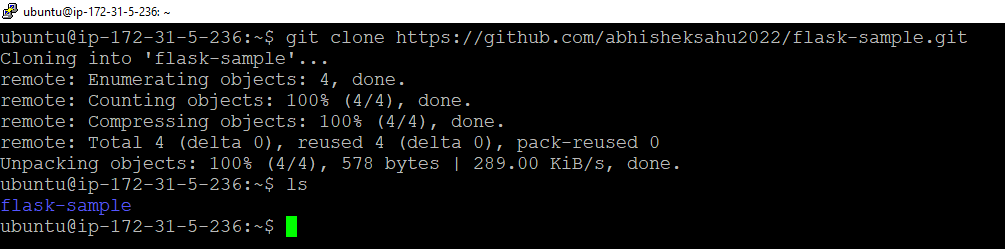 ubuntu@ip-172-31-5-236: ~
ubuntu@ip-172-31-5-236:~$ git clone https://github.com/abhisheksahu2022/flask-sample.git
Cloning into 'flask-sample'...
remote: Enumerating objects: 4, done.
remote: Counting objects: 100% (4/4), done.
remote: Compressing objects: 100% (4/4), done.
remote: Total 4 (delta 0), reused 4 (delta 0), pack-reused 0
Unpacking objects: 100% (4/4), 578 bytes | 289.00 KiB/s, done.
ubuntu@ip-172-31-5-236:~$ ls
flask-sample
ubuntu@ip-172-31-5-236:~$